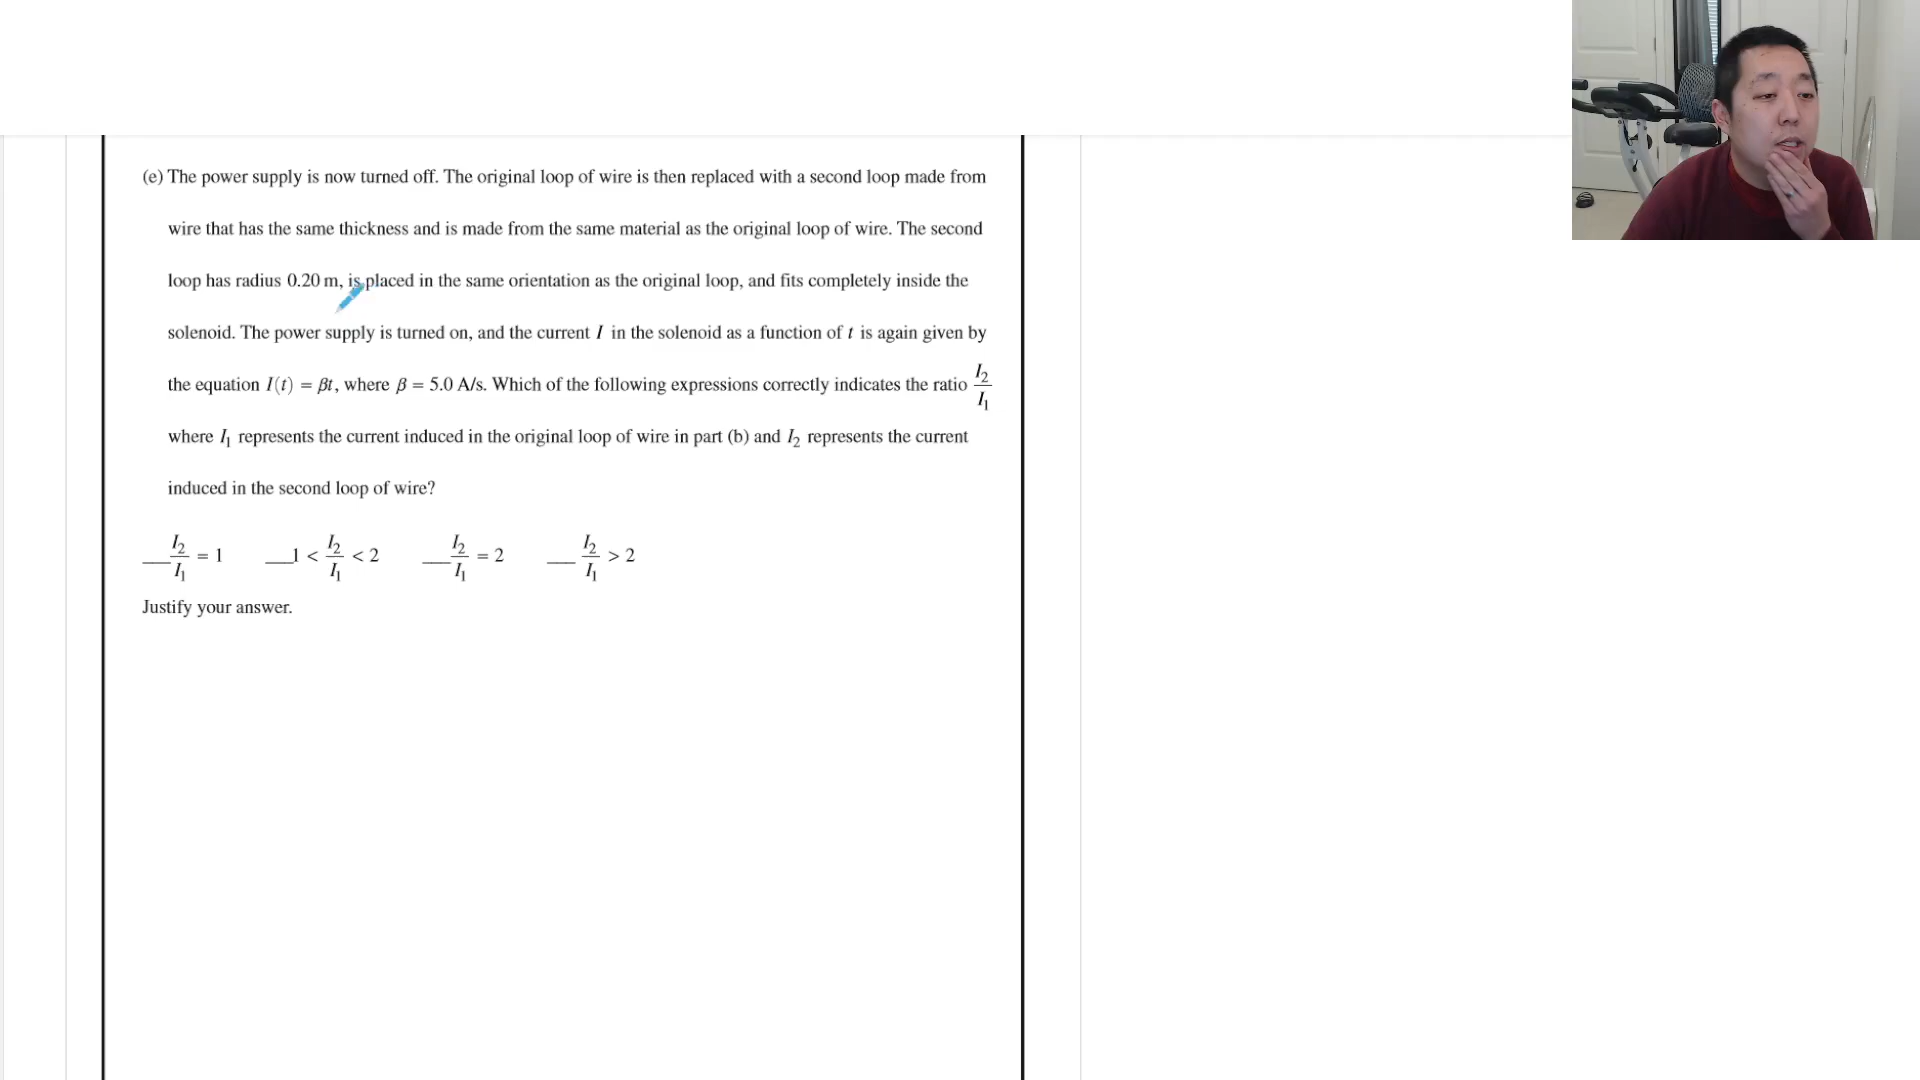 (e) The power supply is now turned off. The original loop of wire is then replaced with a second loop made from
wire that has the same thickness and is made from the same material as the original loop of wire. The second
loop has radius 0.20 m, is placed in the same orientation as the original loop, and fits completely inside the
solenoid. The power supply is turned on, and the current I in the solenoid as a function of t is again given by
the equation I(t) = βt, where β = 5.0 A/s. Which of the following expressions correctly indicates the ratio I₂/I₁
where I₁ represents the current induced in the original loop of wire in part (b) and I₂ represents the current
induced in the second loop of wire?
___ I₂/I₁ = 1 ___ 1 < I₂/I₁ < 2 ___ I₂/I₁ = 2 ___ I₂/I₁ > 2
Justify your answer.